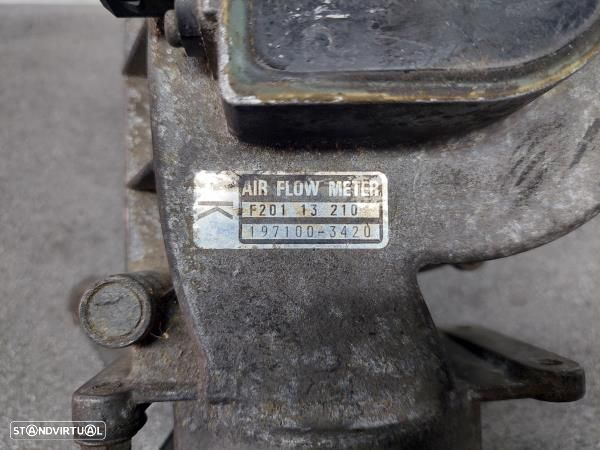 K
AIR FLOW METER
F201 13 210
197100-3420
STANDVIRTUAL